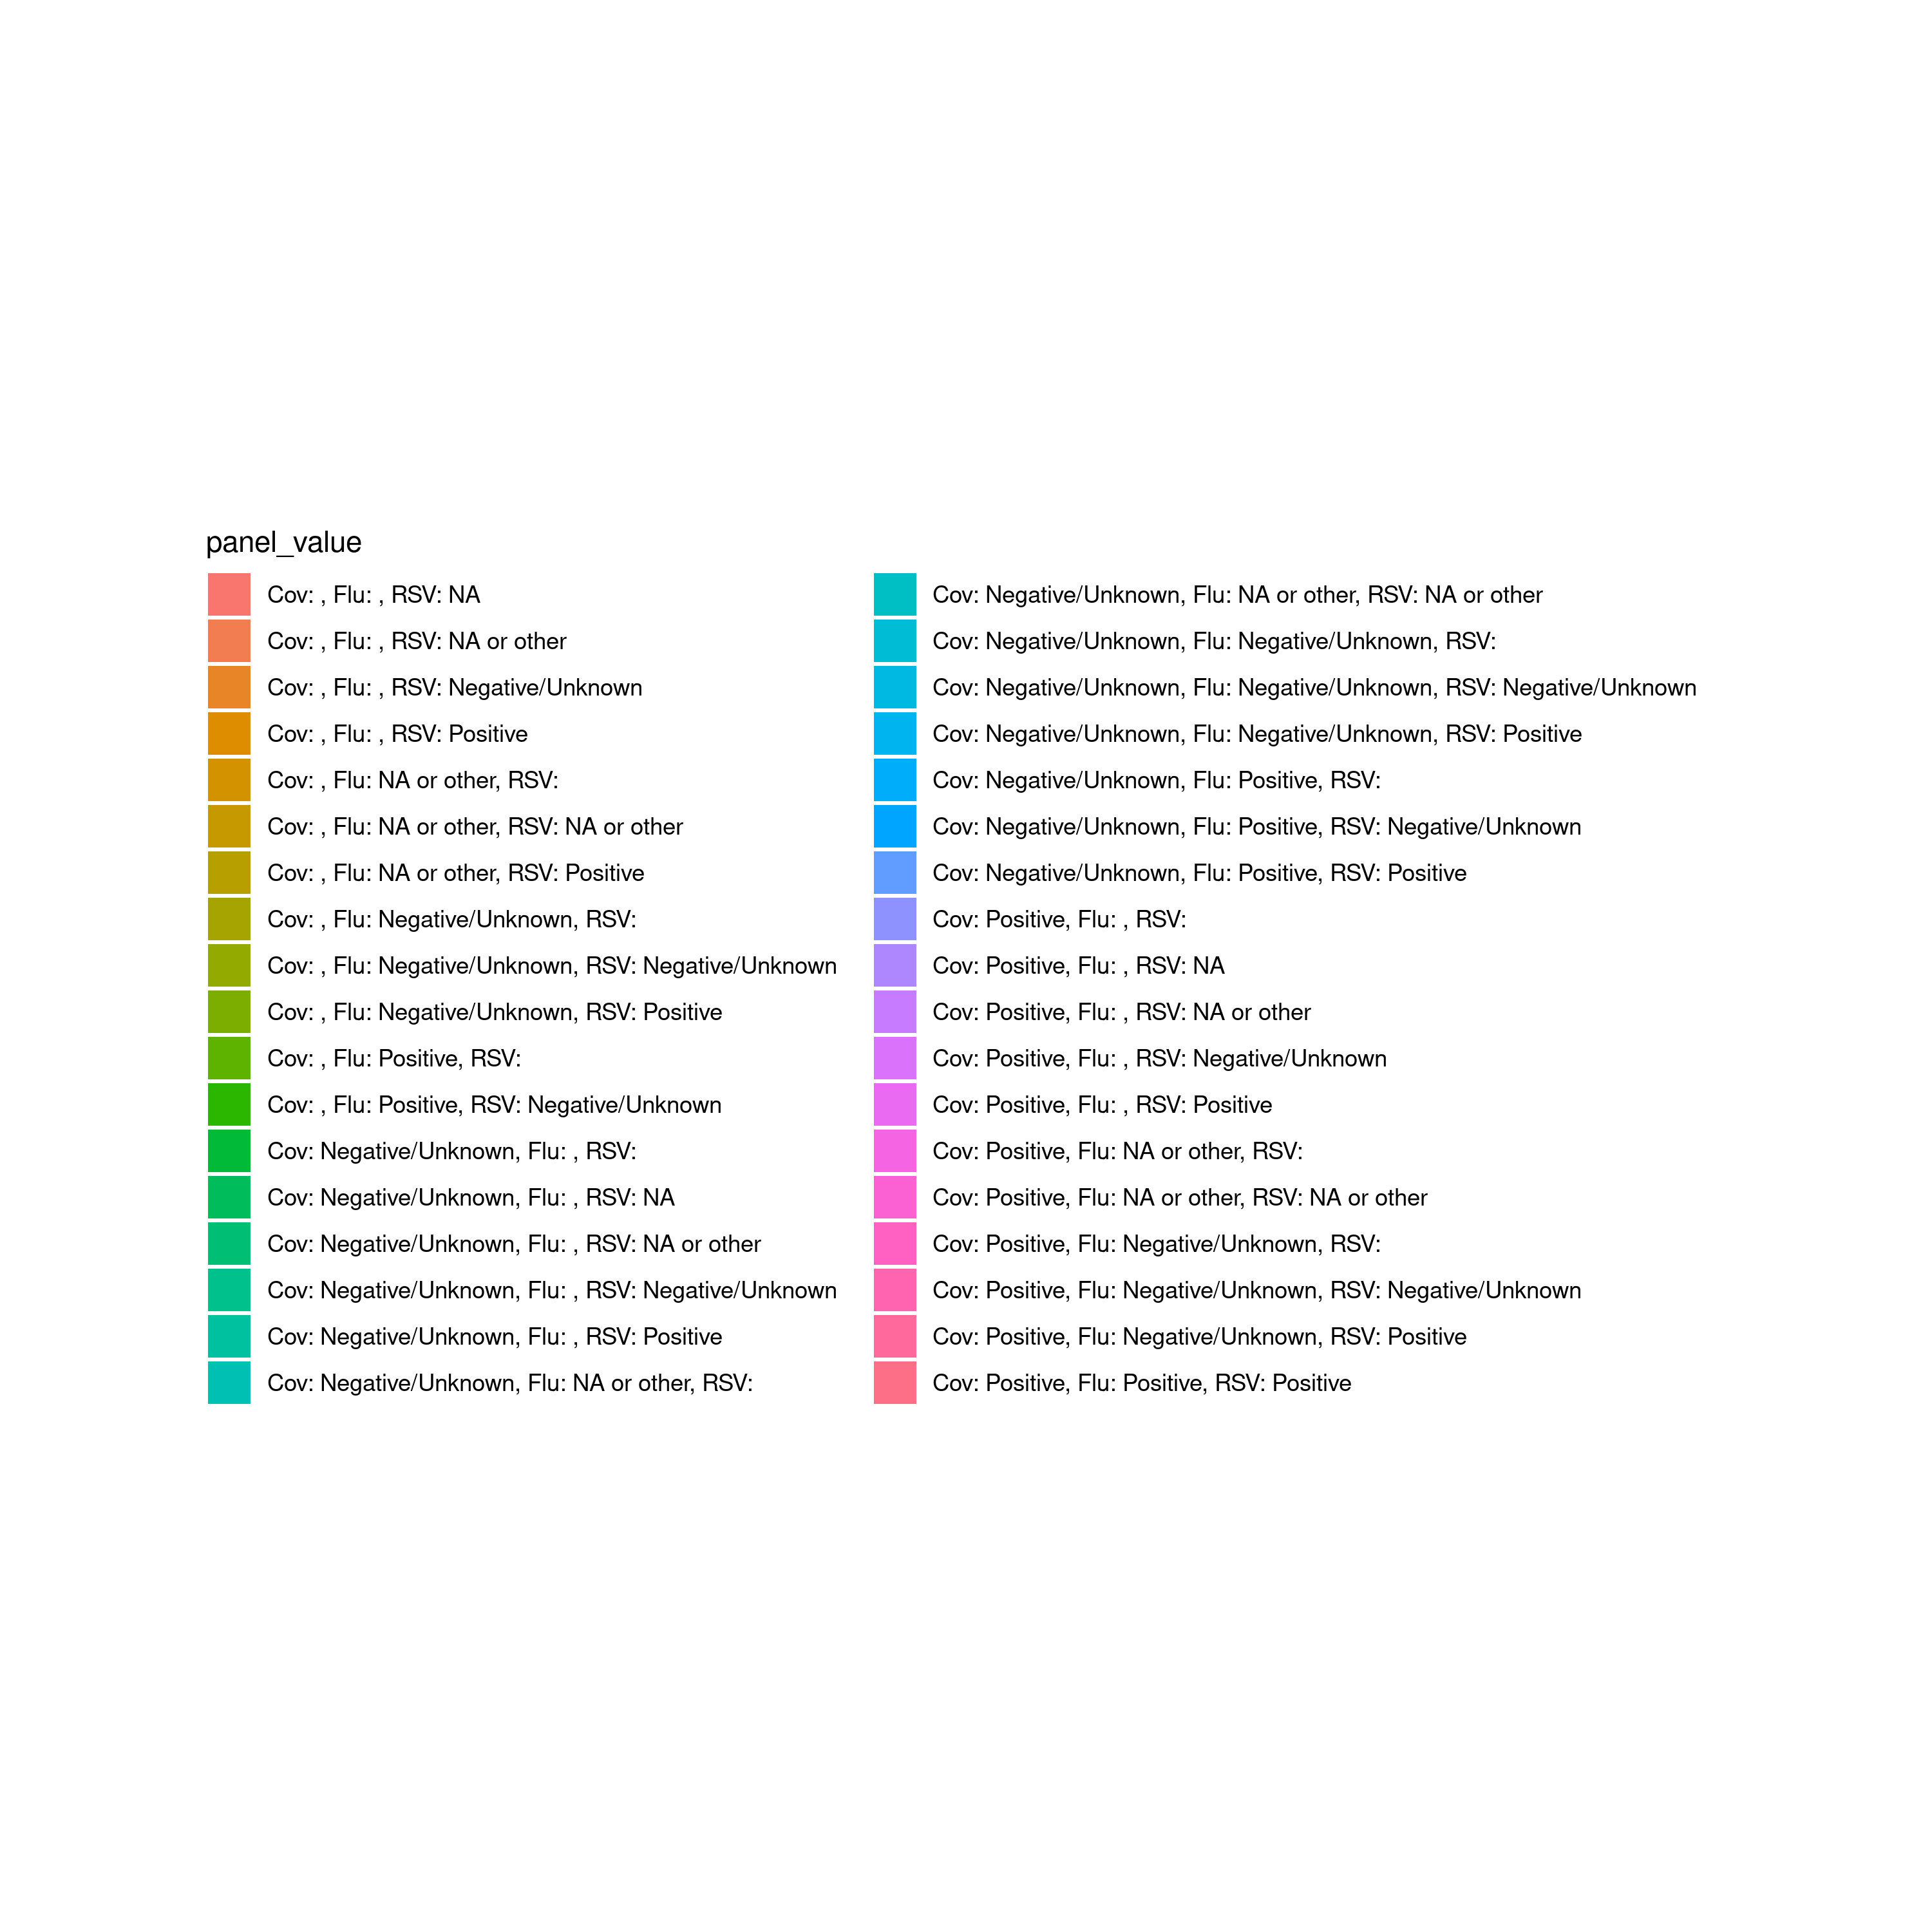 panel_value
Cov: , Flu: , RSV: NA
Cov: , Flu: , RSV: NA or other
Cov: , Flu: , RSV: Negative/Unknown
Cov: , Flu: , RSV: Positive
Cov: , Flu: NA or other, RSV:
Cov: , Flu: NA or other, RSV: NA or other
Cov: , Flu: NA or other, RSV: Positive
Cov: , Flu: Negative/Unknown, RSV:
Cov: , Flu: Negative/Unknown, RSV: Negative/Unknown
Cov: , Flu: Negative/Unknown, RSV: Positive
Cov: , Flu: Positive, RSV:
Cov: , Flu: Positive, RSV: Negative/Unknown
Cov: Negative/Unknown, Flu: , RSV:
Cov: Negative/Unknown, Flu: , RSV: NA
Cov: Negative/Unknown, Flu: , RSV: NA or other
Cov: Negative/Unknown, Flu: , RSV: Negative/Unknown
Cov: Negative/Unknown, Flu: , RSV: Positive
Cov: Negative/Unknown, Flu: NA or other, RSV:
Cov: Negative/Unknown, Flu: NA or other, RSV: NA or other
Cov: Negative/Unknown, Flu: Negative/Unknown, RSV:
Cov: Negative/Unknown, Flu: Negative/Unknown, RSV: Negative/Unknown
Cov: Negative/Unknown, Flu: Negative/Unknown, RSV: Positive
Cov: Negative/Unknown, Flu: Positive, RSV:
Cov: Negative/Unknown, Flu: Positive, RSV: Negative/Unknown
Cov: Negative/Unknown, Flu: Positive, RSV: Positive
Cov: Positive, Flu: , RSV:
Cov: Positive, Flu: , RSV: NA
Cov: Positive, Flu: , RSV: NA or other
Cov: Positive, Flu: , RSV: Negative/Unknown
Cov: Positive, Flu: , RSV: Positive
Cov: Positive, Flu: NA or other, RSV:
Cov: Positive, Flu: NA or other, RSV: NA or other
Cov: Positive, Flu: Negative/Unknown, RSV:
Cov: Positive, Flu: Negative/Unknown, RSV: Negative/Unknown
Cov: Positive, Flu: Negative/Unknown, RSV: Positive
Cov: Positive, Flu: Positive, RSV: Positive